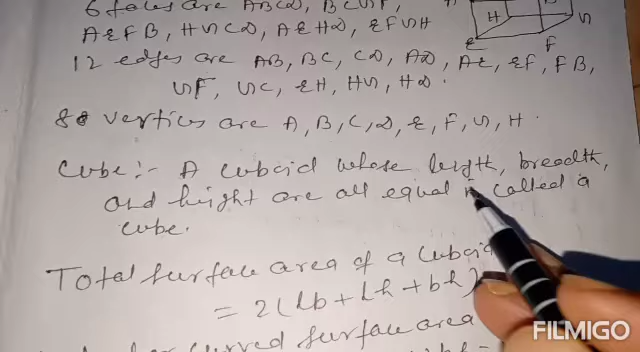 6 faces are ABCD, BCGF,
AEFB, HGCD, AEHD, EFGH
H
G
E
F
12 edges are AB, BC, CD, AD, AE, EF, FB,
GF, GC, EH, HG, HD.
8 vertices are A, B, C, D, E, F, G, H.
Cube:- A cuboid whose length, breadth,
and height are all equal is called a
cube.
Total surface area of a cuboid
= 2(lb + lh + bh)
curved surface area
FILMIGO